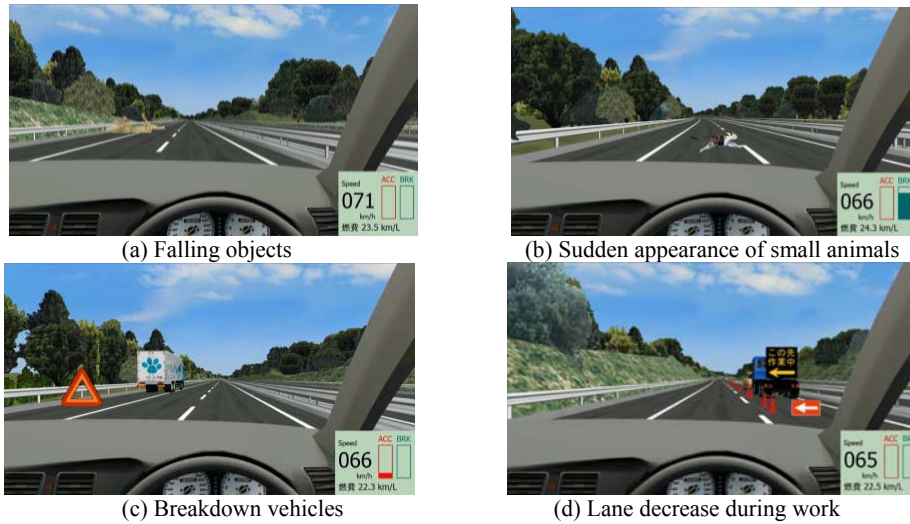 Speed
ACC BRK
071
km/h
燃費 23.5 km/L
(a) Falling objects
Speed
ACC BRK
066
km/h
燃費 24.3 km/L
(b) Sudden appearance of small animals
Speed
ACC BRK
066
km/h
燃費 22.3 km/L
(c) Breakdown vehicles
この先
作業中
Speed
ACC BRK
065
km/h
燃費 22.5 km/L
(d) Lane decrease during work